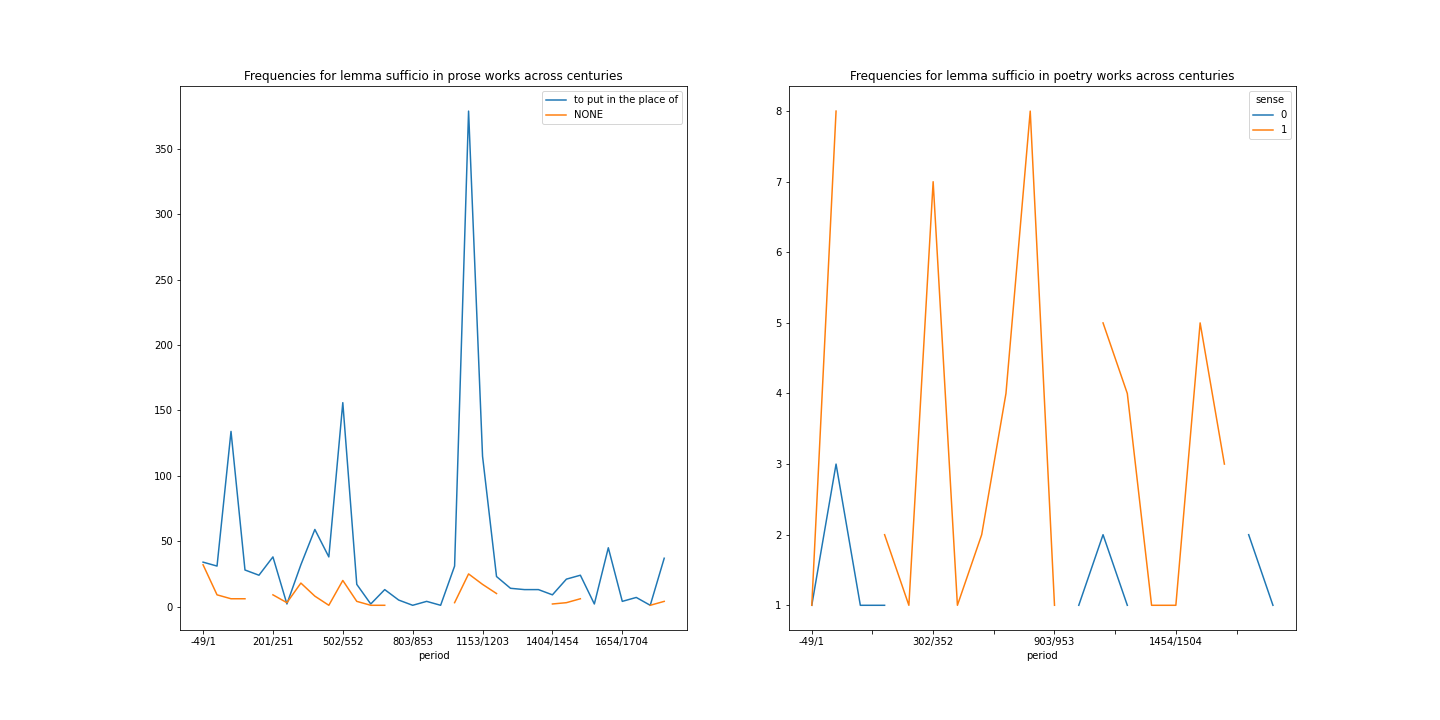 Frequencies for lemma sufficio in prose works across centuries
to put in the place of
NONE
350
300
250
200
150
100
50
0
-49/1 201/251 502/552 803/853 1153/1203 1404/1454 1654/1704
period
Frequencies for lemma sufficio in poetry works across centuries
sense
0
1
8
7
6
5
4
3
2
1
-49/1 302/352 903/953 1454/1504
period